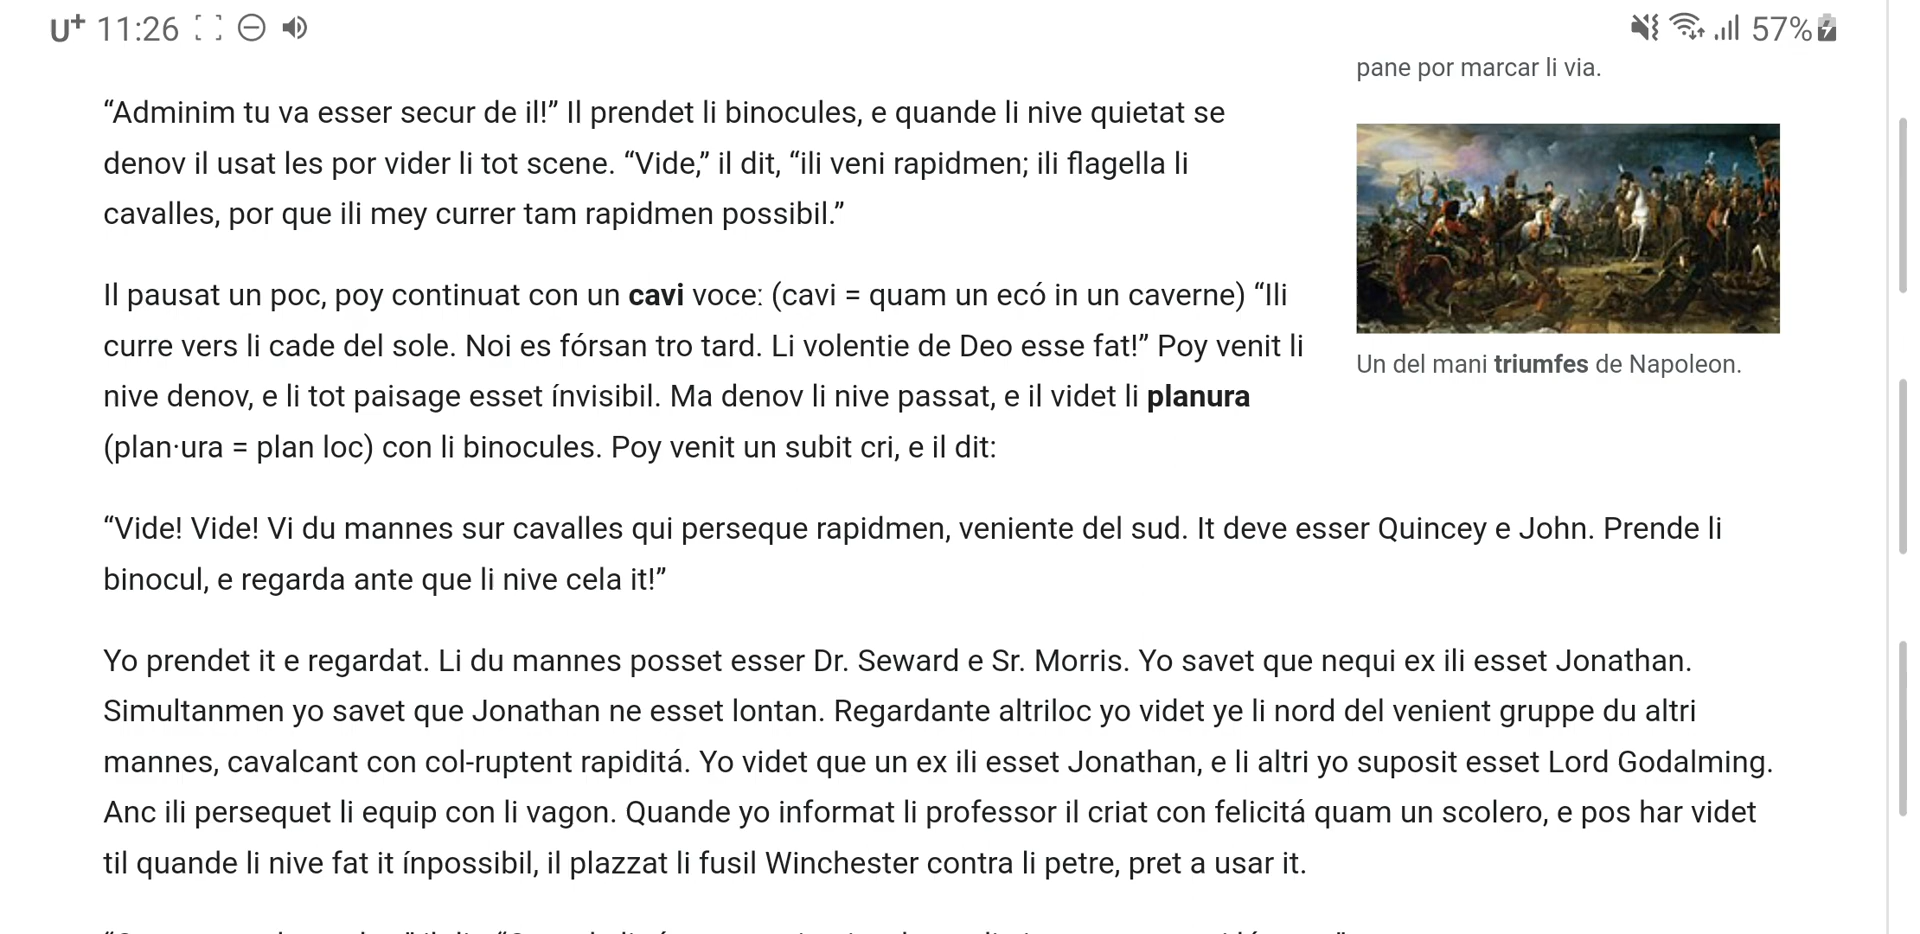 U+ 11:26
57%
pane por marcar li via.
“Adminim tu va esser secur de il!” Il prendet li binocules, e quande li nive quietat se
denov il usat les por vider li tot scene. “Vide,” il dit, “ili veni rapidmen; ili flagella li
cavalles, por que ili mey currer tam rapidmen possibil.”
Il pausat un poc, poy continuat con un cavi voce: (cavi = quam un ecó in un caverne) “Ili
curre vers li cade del sole. Noi es fórsan tro tard. Li volentie de Deo esse fat!” Poy venit li
nive denov, e li tot paisage esset ínvisibil. Ma denov li nive passat, e il videt li planura
(plan·ura = plan loc) con li binocules. Poy venit un subit cri, e il dit:
Un del mani triumfes de Napoleon.
“Vide! Vide! Vi du mannes sur cavalles qui perseque rapidmen, veniente del sud. It deve esser Quincey e John. Prende li
binocul, e regarda ante que li nive cela it!”
Yo prendet it e regardat. Li du mannes posset esser Dr. Seward e Sr. Morris. Yo savet que nequi ex ili esset Jonathan.
Simultanmen yo savet que Jonathan ne esset lontan. Regardante altriloc yo videt ye li nord del venient gruppe du altri
mannes, cavalcant con col-ruptent rapiditá. Yo videt que un ex ili esset Jonathan, e li altri yo suposit esset Lord Godalming.
Anc ili persequet li equip con li vagon. Quande yo informat li professor il criat con felicitá quam un scolero, e pos har videt
til quande li nive fat it ínpossibil, il plazzat li fusil Winchester contra li petre, pret a usar it.